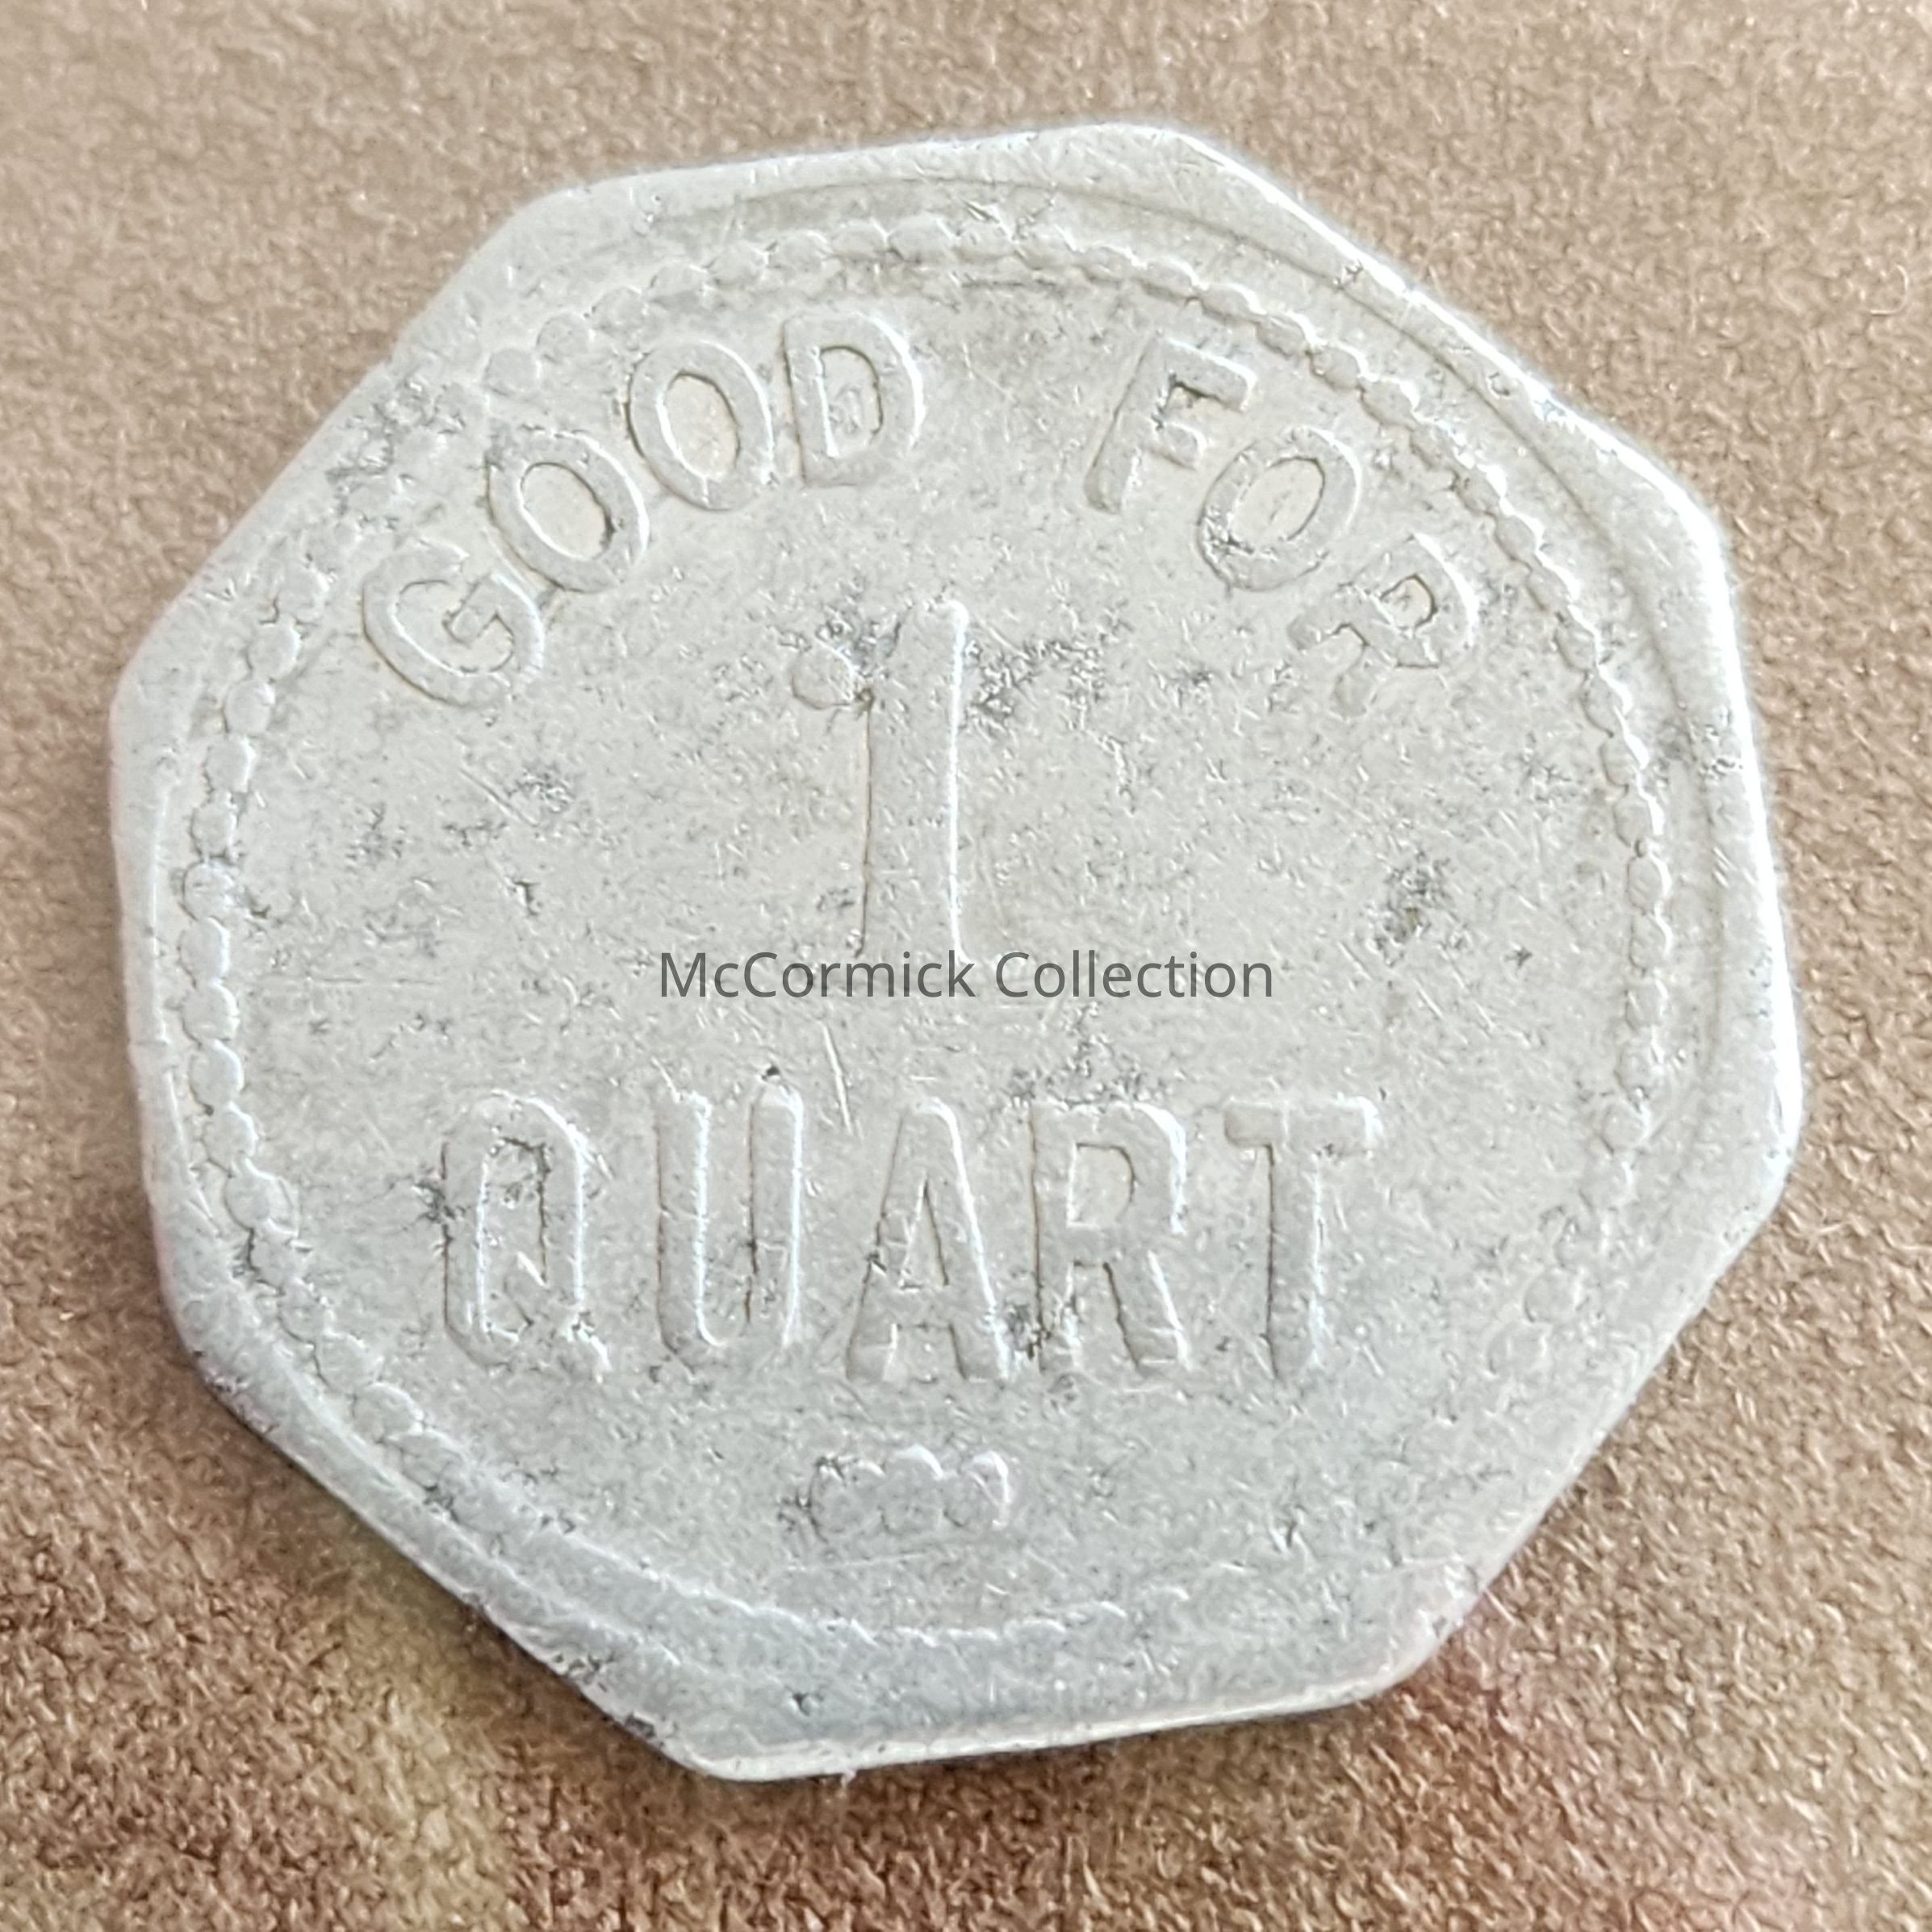 GOOD FOR
1
McCormick Collection
QUART